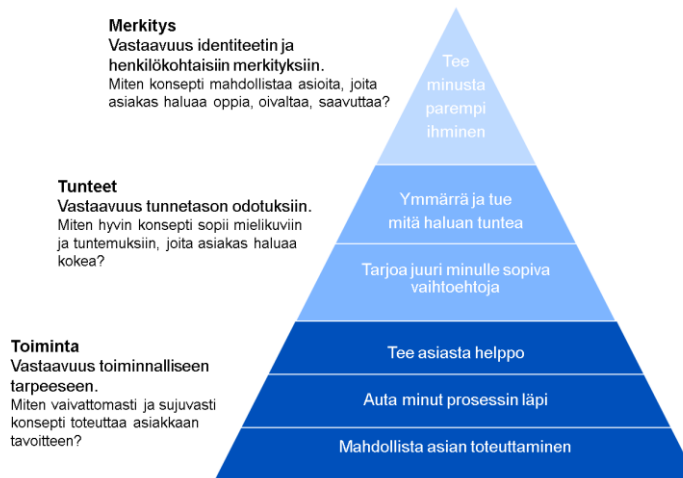 Merkitys
Vastaavuus identiteetin ja
henkilökohtaisiin merkityksiin.
Miten konsepti mahdollistaa asioita, joita
asiakas haluaa oppia, oivaltaa, saavuttaa?
Tee
minusta
parempi
ihminen
Tunteet
Vastaavuus tunnetason odotuksiin.
Miten hyvin konsepti sopii mielikuviin
ja tuntemuksiin, joita asiakas haluaa
kokea?
Ymmärrä ja tue
mitä haluan tuntea
Tarjoa juuri minulle sopiva
vaihtoehtoja
Toiminta
Vastaavuus toiminnalliseen
tarpeeseen.
Miten vaivattomasti ja sujuvasti
konsepti toteuttaa asiakkaan
tavoitteen?
Tee asiasta helppo
Auta minut prosessin läpi
Mahdollista asian toteuttaminen